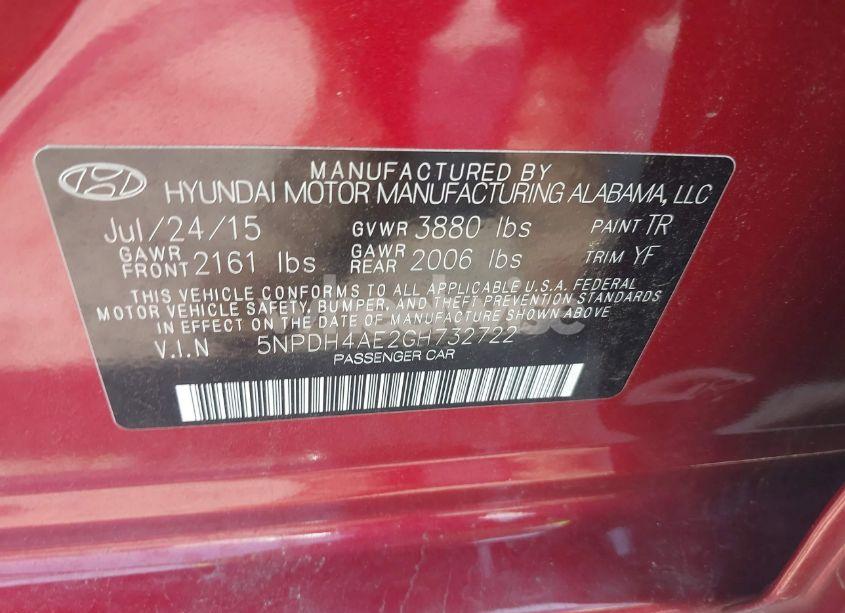 MANUFACTURED BY
HYUNDAI MOTOR MANUFACTURING ALABAMA, LLC
Jul/24/15 GVWR 3880 lbs PAINT TR
GAWR FRONT 2161 lbs GAWR REAR 2006 lbs TRIM YF
THIS VEHICLE CONFORMS TO ALL APPLICABLE U.S.A. FEDERAL
MOTOR VEHICLE SAFETY, BUMPER, AND THEFT PREVENTION STANDARDS
IN EFFECT ON THE DATE OF MANUFACTURE SHOWN ABOVE
V.I.N 5NPDH4AE2GH732722
PASSENGER CAR